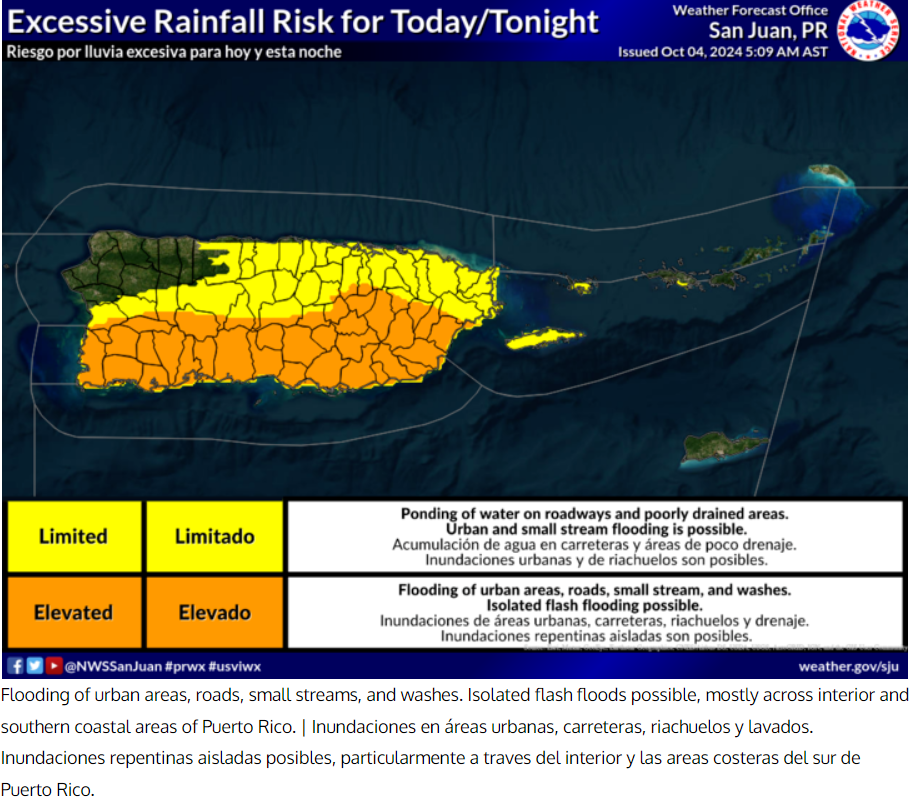 Excessive Rainfall Risk for Today/Tonight
Riesgo por lluvia excesiva para hoy y esta noche
Weather Forecast Office
San Juan, PR
Issued Oct 04, 2024 5:09 AM AST
NATIONAL WEATHER SERVICE
Limited
Limitado
Ponding of water on roadways and poorly drained areas.
Urban and small stream flooding is possible.
Acumulación de agua en carreteras y áreas de poco drenaje.
Inundaciones urbanas y de riachuelos son posibles.
Elevated
Elevado
Flooding of urban areas, roads, small stream, and washes.
Isolated flash flooding possible.
Inundaciones de áreas urbanas, carreteras, riachuelos y drenaje.
Inundaciones repentinas aisladas son posibles.
@NWSSanJuan #prwx #usviwx
weather.gov/sju
Flooding of urban areas, roads, small streams, and washes. Isolated flash floods possible, mostly across interior and
southern coastal areas of Puerto Rico. | Inundaciones en áreas urbanas, carreteras, riachuelos y lavados.
Inundaciones repentinas aisladas posibles, particularmente a traves del interior y las areas costeras del sur de
Puerto Rico.